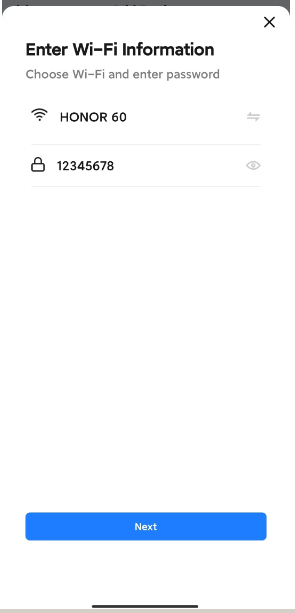 Enter Wi-Fi Information
Choose Wi-Fi and enter password
HONOR 60
12345678
Next